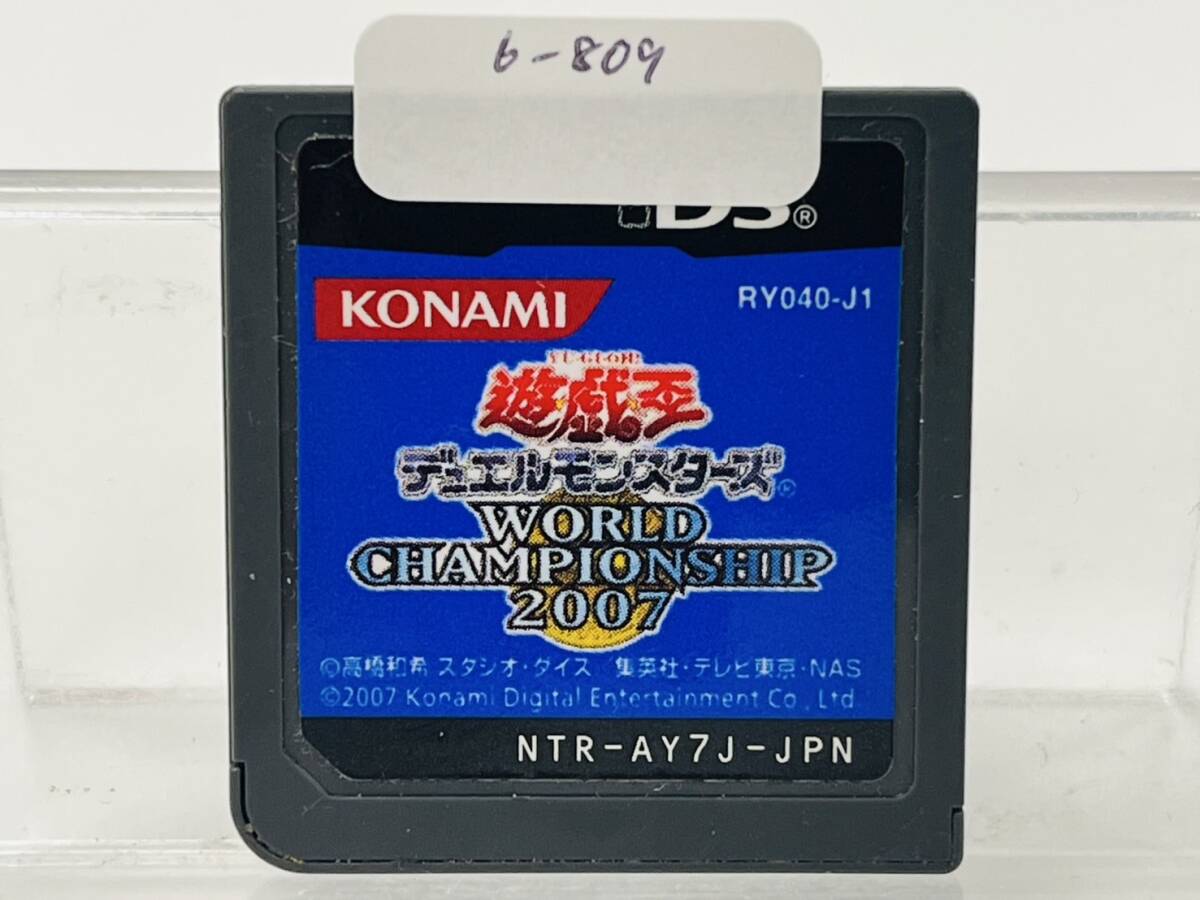 6-809
DS®
KONAMI
RY040-J1
YU-GI-OH!
遊☆戯☆王
デュエルモンスターズ®
WORLD
CHAMPIONSHIP
2007
©高橋和希 スタジオ・ダイス 集英社・テレビ東京・NAS
©2007 Konami Digital Entertainment Co., Ltd.
NTR-AY7J-JPN